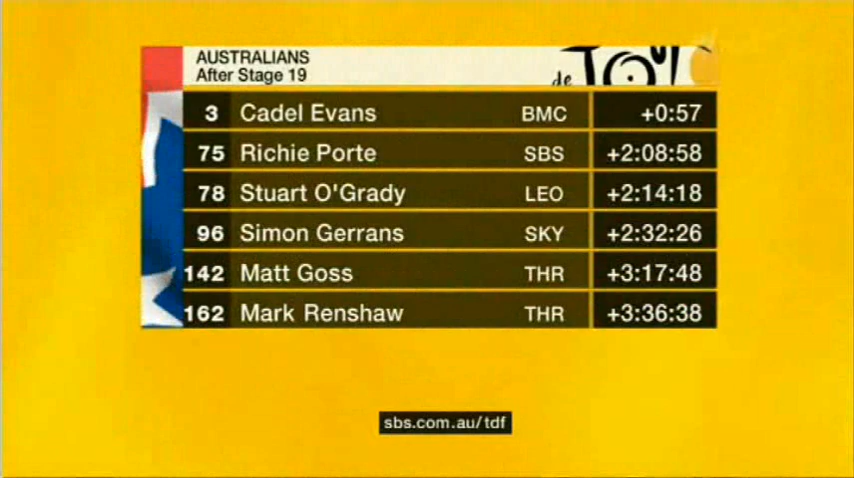 AUSTRALIANS
After Stage 19
de TOUR
3 Cadel Evans BMC +0:57
75 Richie Porte SBS +2:08:58
78 Stuart O'Grady LEO +2:14:18
96 Simon Gerrans SKY +2:32:26
142 Matt Goss THR +3:17:48
162 Mark Renshaw THR +3:36:38
sbs.com.au/tdf